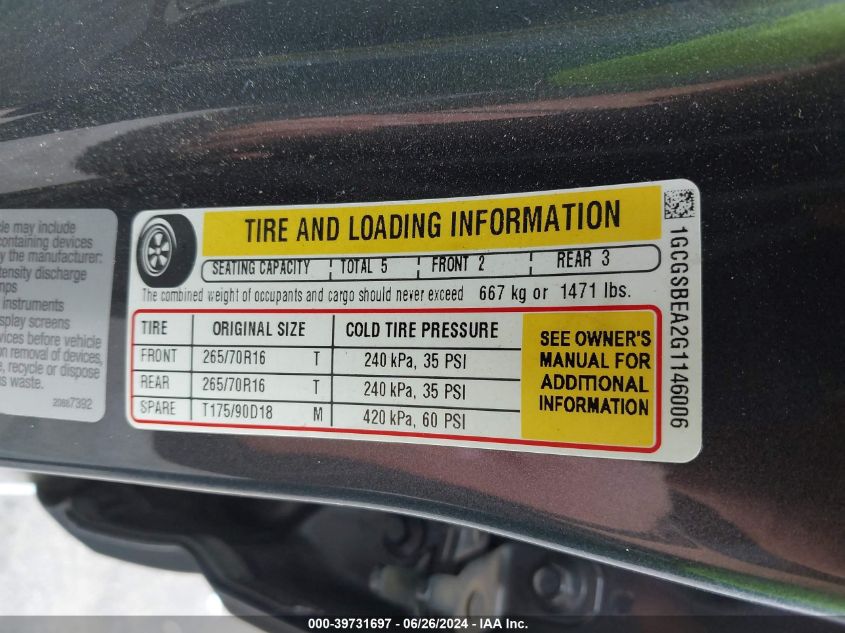 le may include
containing devices
y the manufacturer:
tensity discharge
mps
instruments
splay screens
vices before vehicle
on removal of devices,
e, recycle or dispose
is waste.
20887392
TIRE AND LOADING INFORMATION
SEATING CAPACITY TOTAL 5 FRONT 2 REAR 3
The combined weight of occupants and cargo should never exceed 667 kg or 1471 lbs.
TIRE ORIGINAL SIZE COLD TIRE PRESSURE
FRONT 265/70R16 T 240 kPa, 35 PSI
REAR 265/70R16 T 240 kPa, 35 PSI
SPARE T175/90D18 M 420 kPa, 60 PSI
SEE OWNER'S
MANUAL FOR
ADDITIONAL
INFORMATION
1GCGSBEA2G1146006
000-39731697 / 06/26/2024 / IAA Inc.